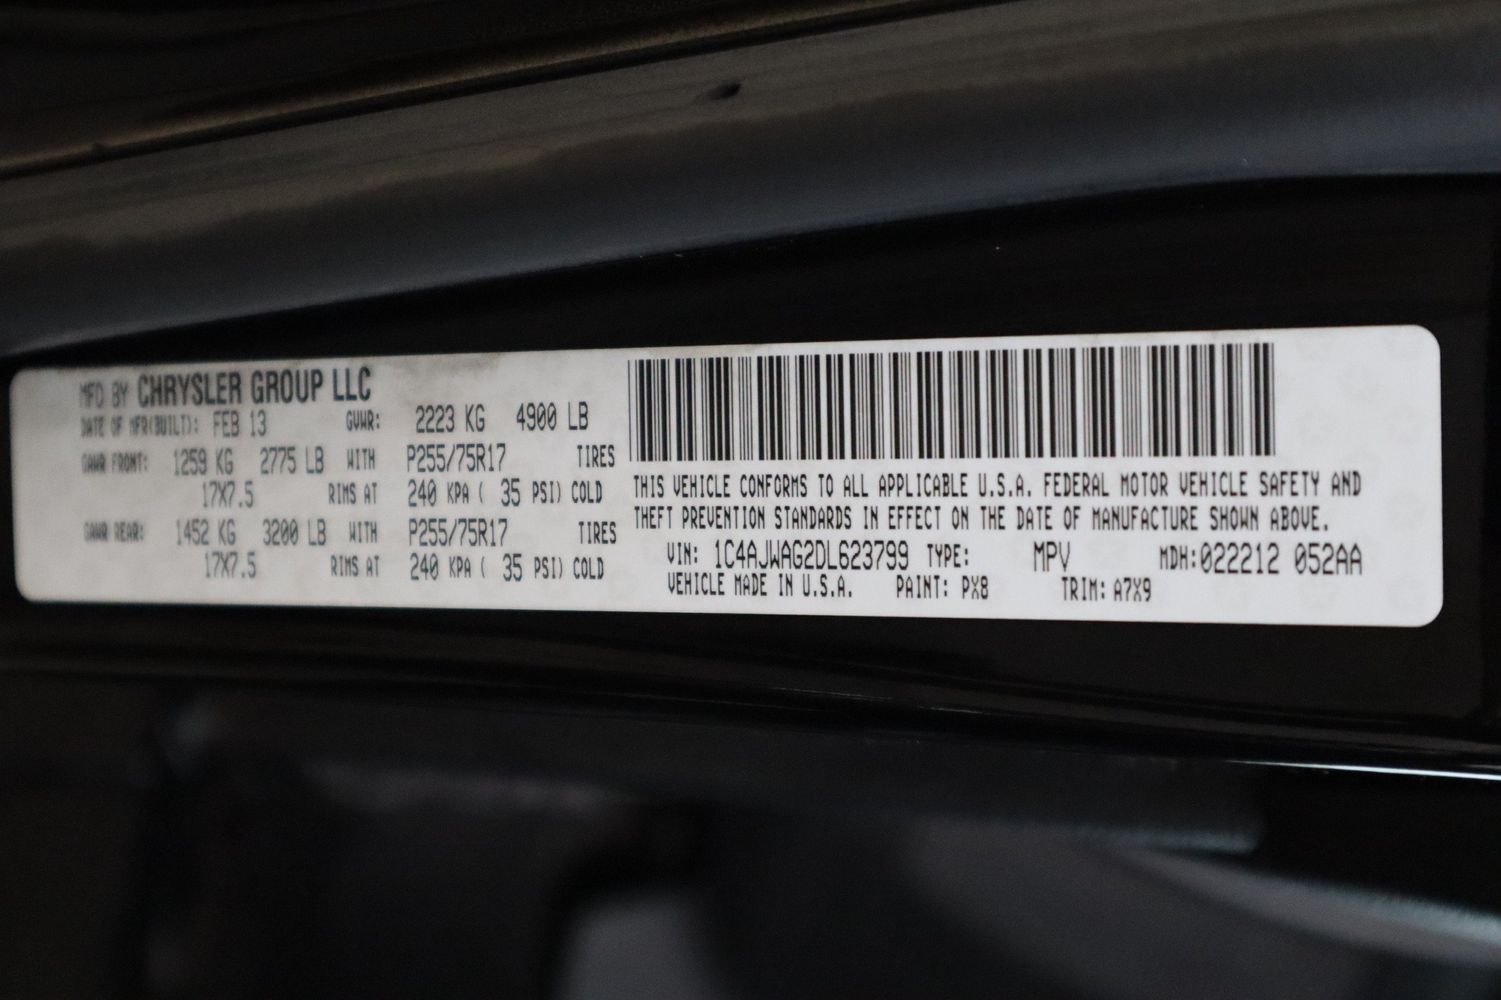 MFD BY CHRYSLER GROUP LLC
DATE OF MFR(BUILT): FEB 13 GVWR: 2223 KG 4900 LB
GAWR FRONT: 1259 KG 2775 LB WITH P255/75R17 TIRES
17X7.5 RIMS AT 240 KPA ( 35 PSI) COLD
GAWR REAR: 1452 KG 3200 LB WITH P255/75R17 TIRES
17X7.5 RIMS AT 240 KPA ( 35 PSI) COLD
THIS VEHICLE CONFORMS TO ALL APPLICABLE U.S.A. FEDERAL MOTOR VEHICLE SAFETY AND
THEFT PREVENTION STANDARDS IN EFFECT ON THE DATE OF MANUFACTURE SHOWN ABOVE.
VIN: 1C4AJWAG2DL623799 TYPE: MPV MDH:022212 052AA
VEHICLE MADE IN U.S.A. PAINT: PX8 TRIM: A7X9